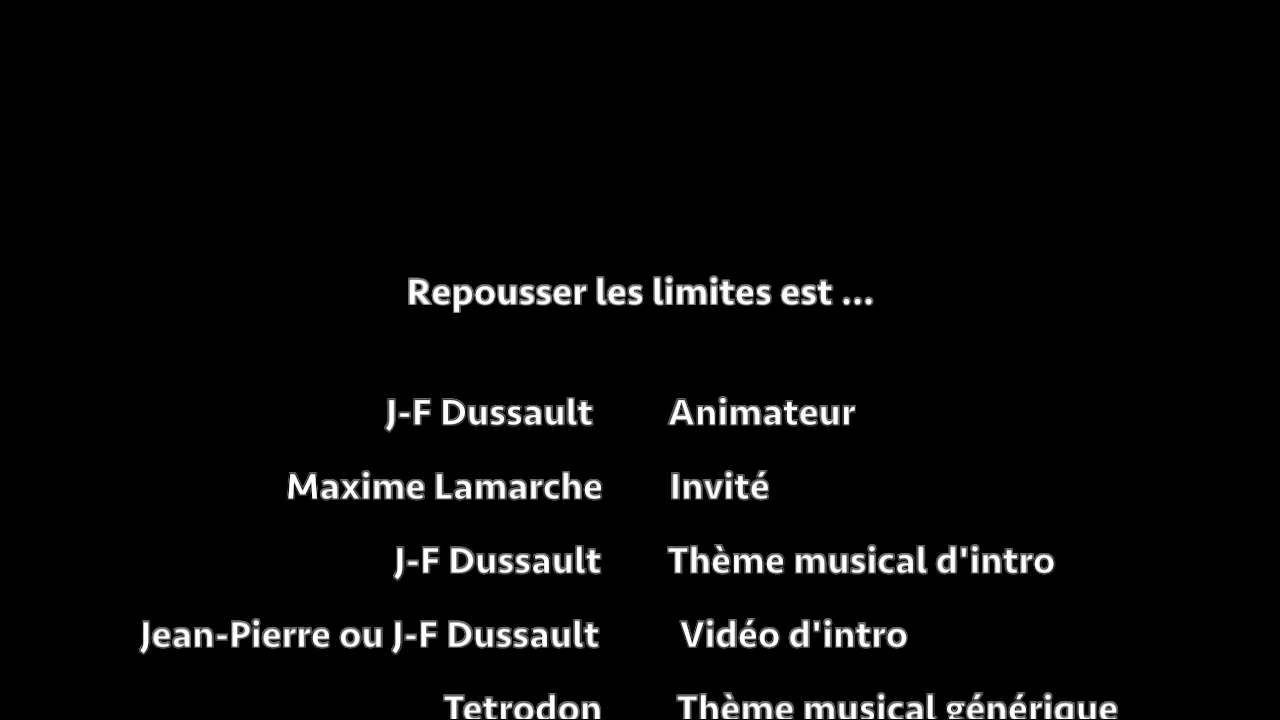 Repousser les limites est ...
J-F Dussault Animateur
Maxime Lamarche Invité
J-F Dussault Thème musical d'intro
Jean-Pierre ou J-F Dussault Vidéo d'intro
Tetrodon Thème musical générique